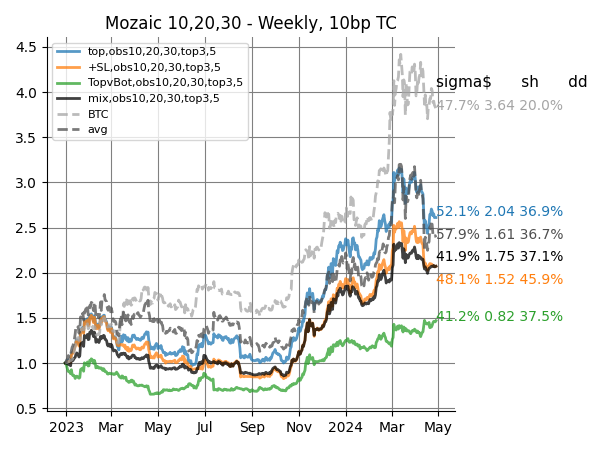 Mozaic 10,20,30 - Weekly, 10bp TC
4.5
4.0
3.5
3.0
2.5
2.0
1.5
1.0
0.5
top,obs10,20,30,top3,5
+SL,obs10,20,30,top3,5
TopvBot,obs10,20,30,top3,5
mix,obs10,20,30,top3,5
BTC
avg
sigma$ sh dd
47.7% 3.64 20.0%
52.1% 2.04 36.9%
57.9% 1.61 36.7%
41.9% 1.75 37.1%
48.1% 1.52 45.9%
41.2% 0.82 37.5%
2023 Mar May Jul Sep Nov 2024 Mar May